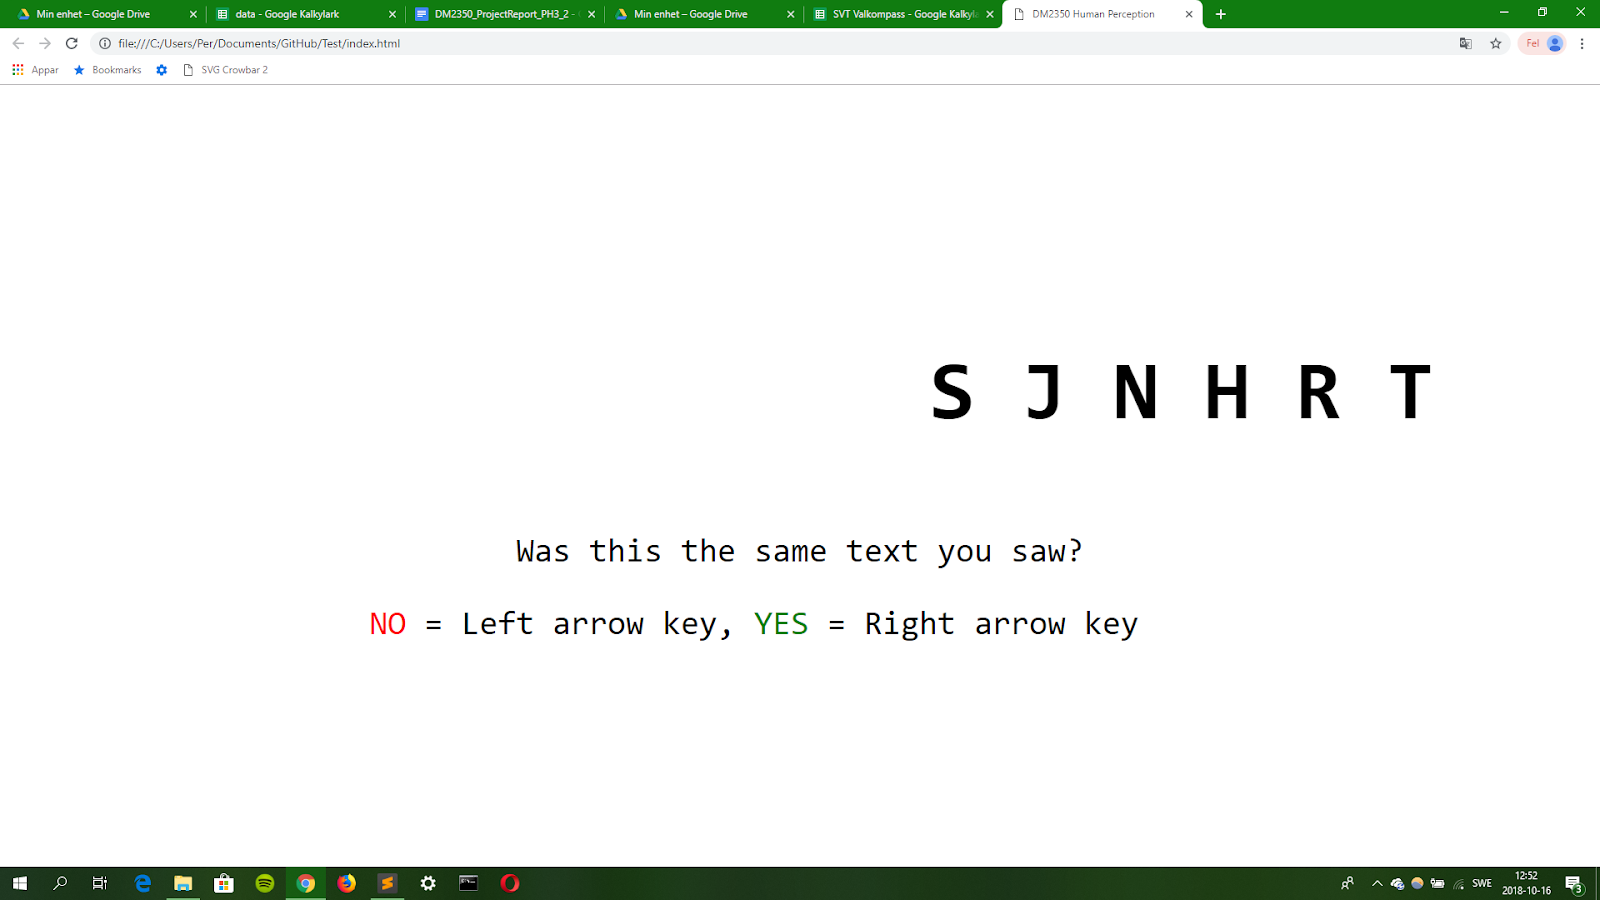 Min enhet – Google Drive
data - Google Kalkylark
DM2350_ProjectReport_PH3_2 -
Min enhet – Google Drive
SVT Valkompass - Google Kalkyla
DM2350 Human Perception
file:///C:/Users/Per/Documents/GitHub/Test/index.html
Fel
Appar
Bookmarks
SVG Crowbar 2
S J N H R T
Was this the same text you saw?
NO = Left arrow key, YES = Right arrow key
SWE
12:52
2018-10-16
3